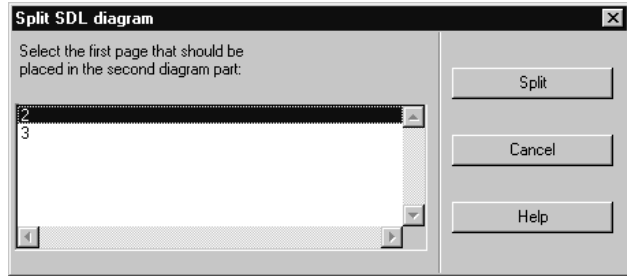 Split SDL diagram
Select the first page that should be
placed in the second diagram part:
2
3
Split
Cancel
Help